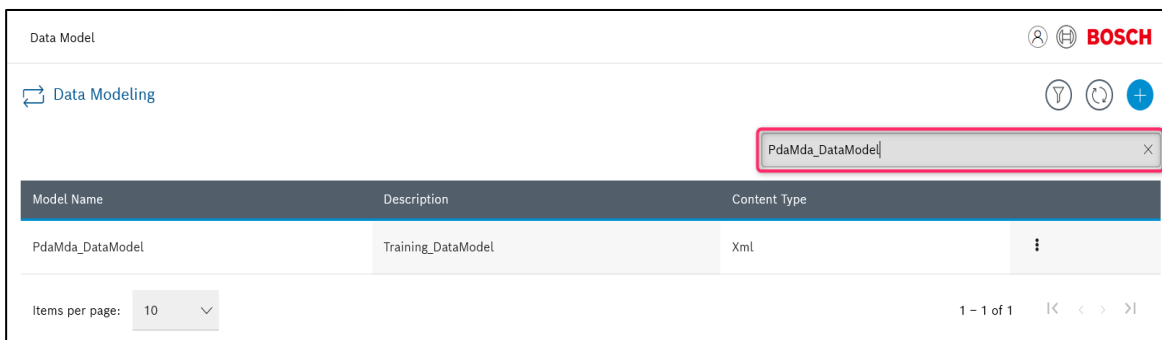 Data Model
BOSCH
Data Modeling
PdaMda_DataModel
Model Name Description Content Type
PdaMda_DataModel Training_DataModel Xml
Items per page: 10 1 – 1 of 1